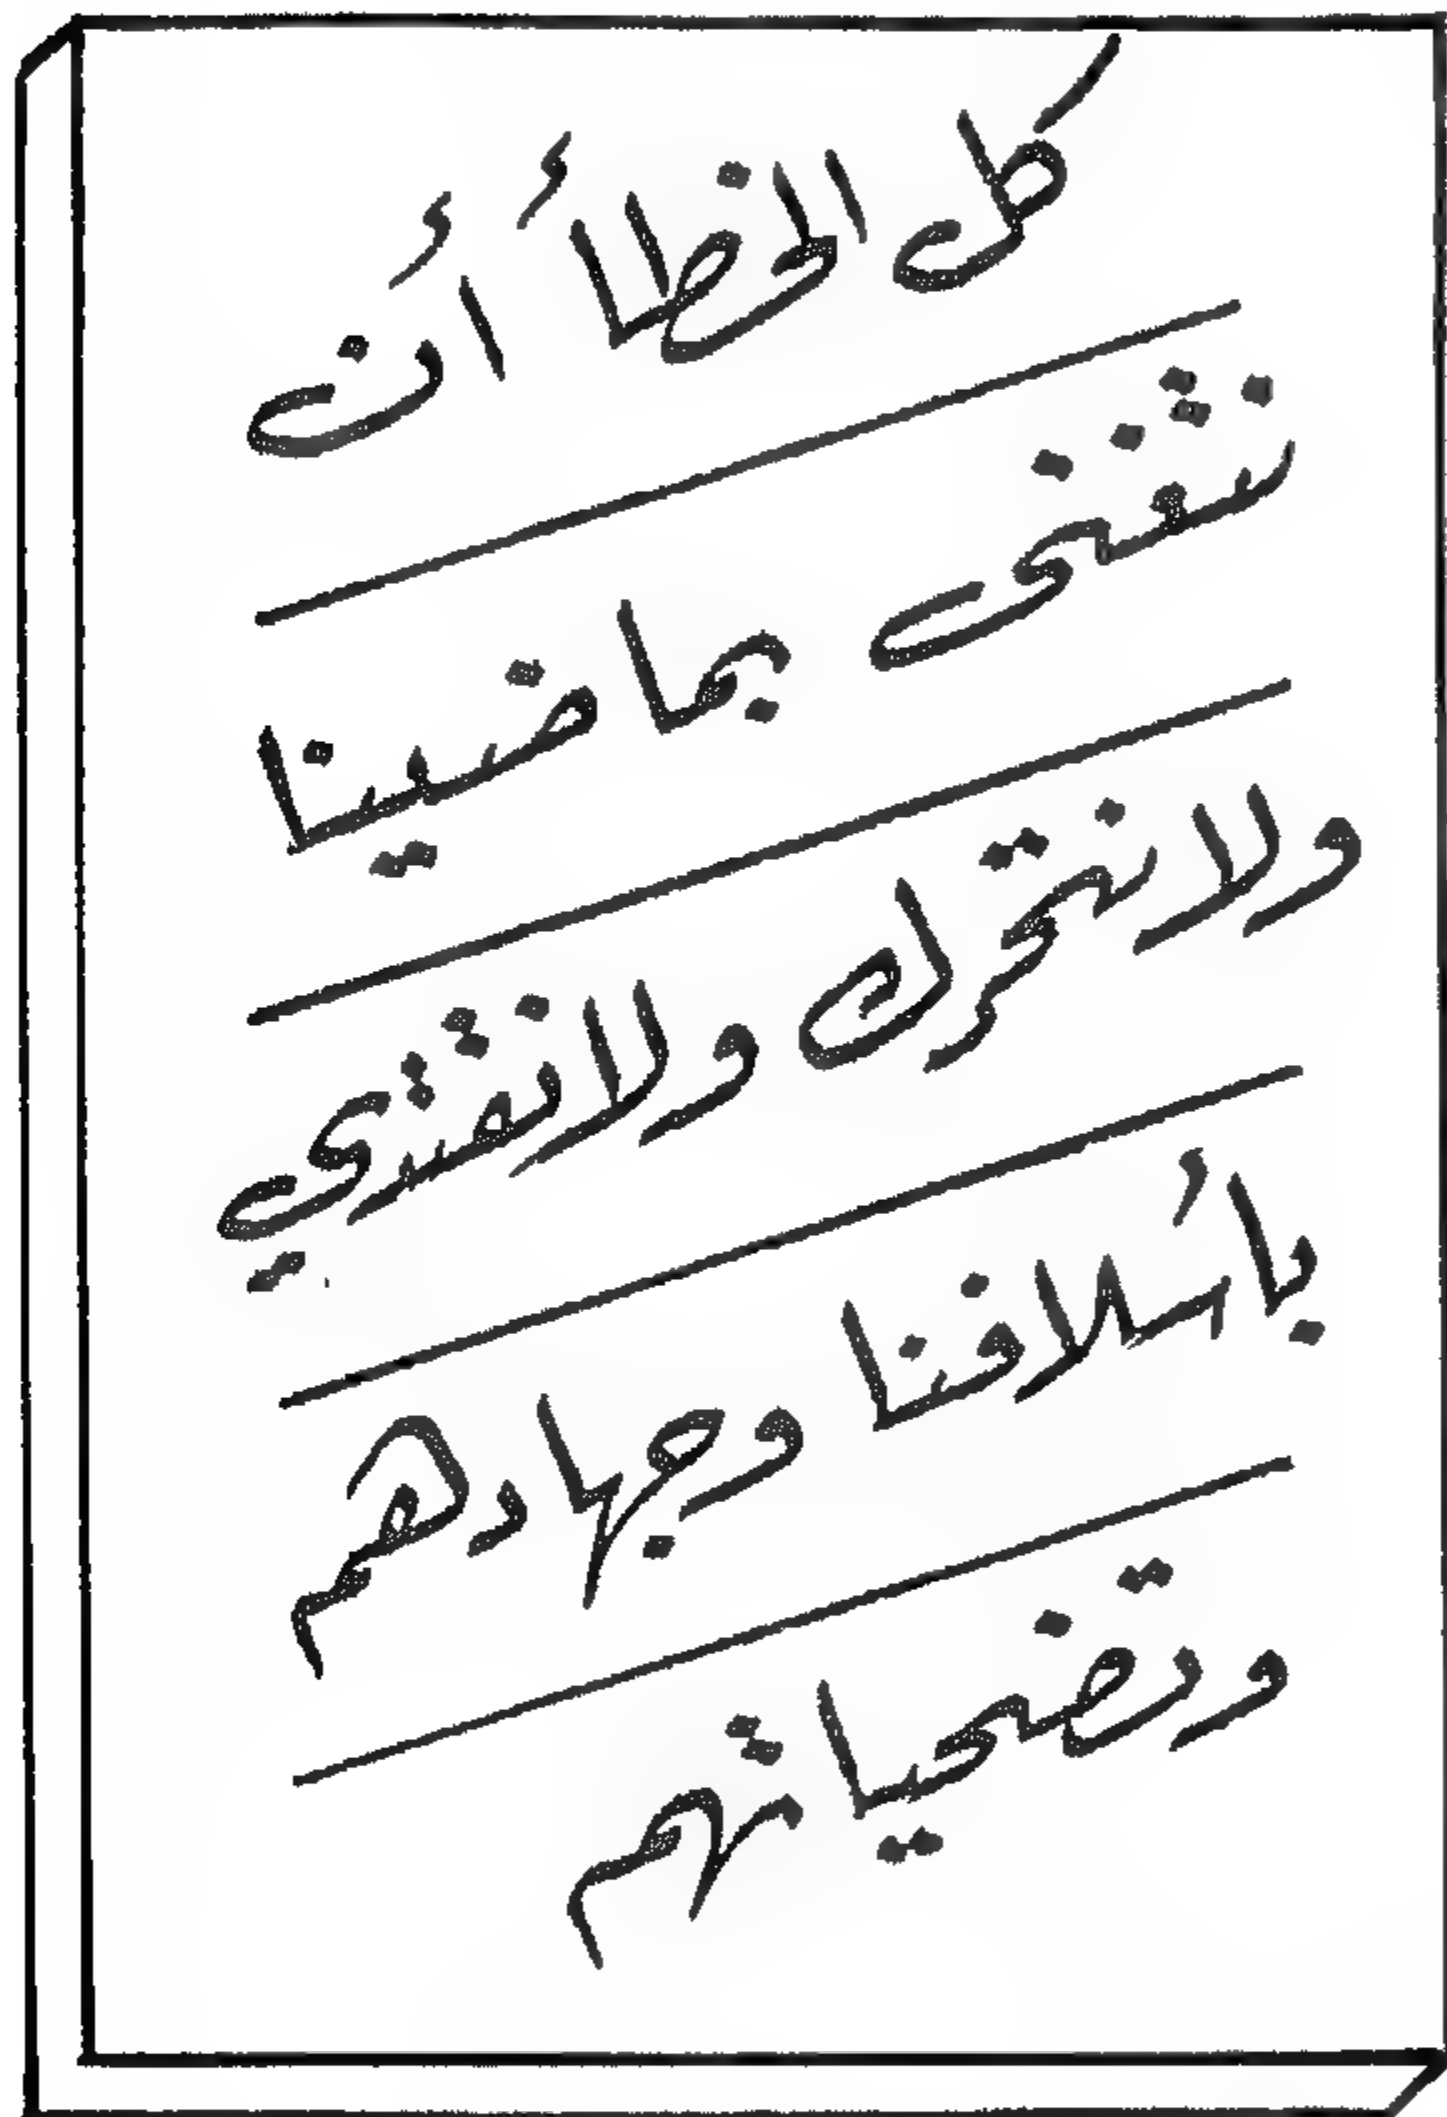 كل الخطأ أن
نتغنى بماضينا
ولا نتحرك ولا نقتدي
بأسلافنا وجهادهم
وتضحياتهم